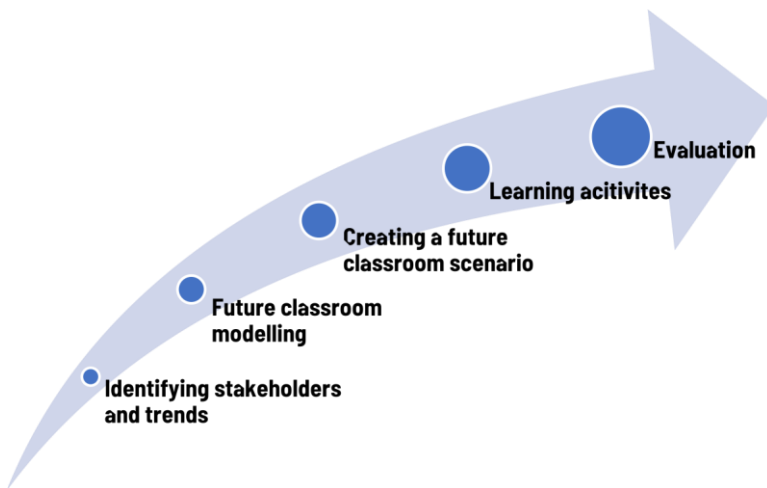 Identifying stakeholders
and trends
Future classroom
modelling
Creating a future
classroom scenario
Learning acitivites
Evaluation